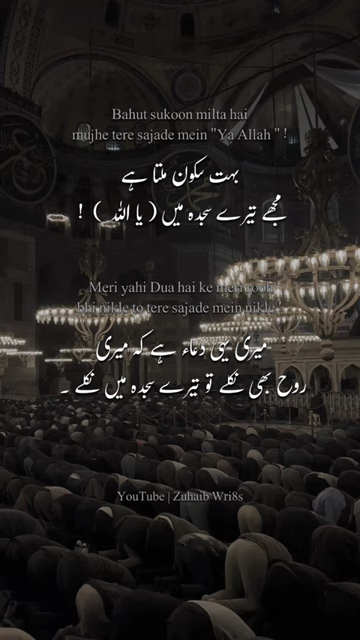 Bahut sukoon milta hai
mujhe tere sajade mein "Ya Allah " !
بہت سکون ملتا ہے
مجھے تیرے سجدہ میں ( یا اللہ ) !
Meri yahi Dua hai ke meri rooh
bhi nikle to tere sajade mein nikle !
میری یہی دعاء ہے کہ میری
روح بھی نکلے تو تیرے سجدہ میں نکلے ۔
YouTube | Zuhaib Wri8s